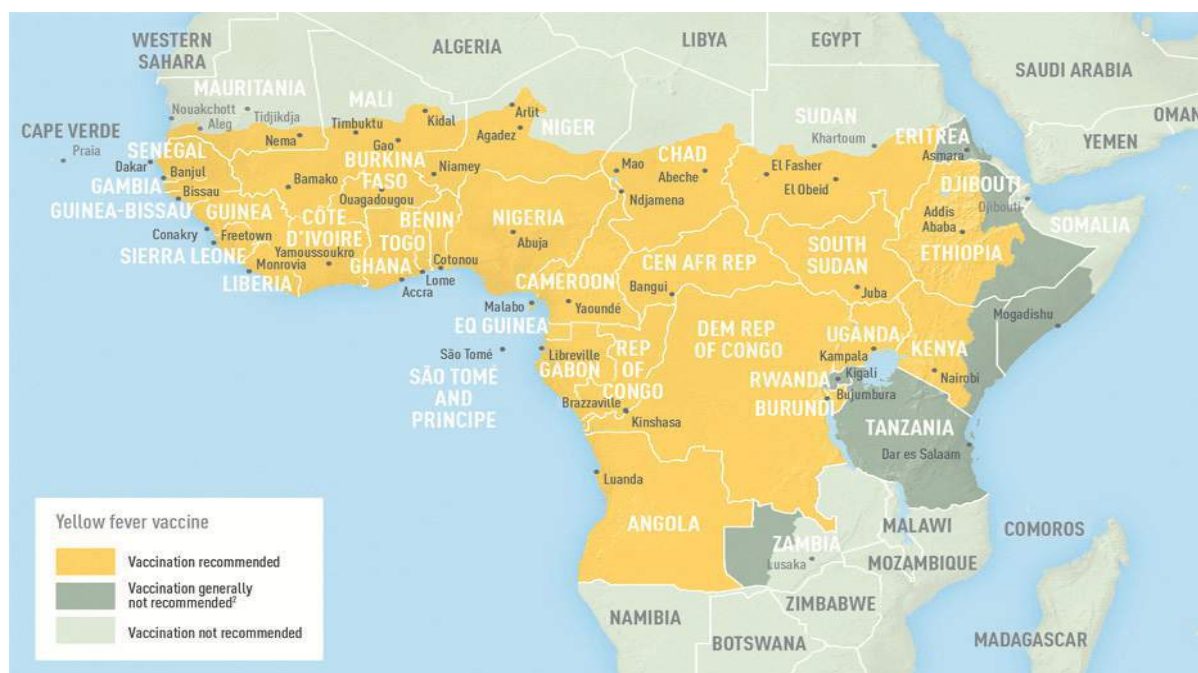 WESTERN
SAHARA
ALGERIA
LIBYA
EGYPT
SAUDI ARABIA
OMAN
YEMEN
MAURITANIA
Nouakchott
Tidjikdja
Aleg
Nema
MALI
Timbuktu
Kidal
Gao
Arlit
Agadez
NIGER
SUDAN
Khartoum
ERITREA
Asmara
CAPE VERDE
Praia
SENEGAL
Dakar
Banjul
GAMBIA
Bissau
GUINEA-BISSAU
Bamako
BURKINA
FASO
Ouagadougou
Niamey
CHAD
Mao
Abeche
Ndjamena
El Fasher
El Obeid
DJIBOUTI
Djibouti
SOMALIA
GUINEA
Conakry
Freetown
SIERRA LEONE
Monrovia
LIBERIA
CÔTE
D'IVOIRE
Yamoussoukro
GHANA
Accra
TOGO
Lome
BENIN
Cotonou
NIGERIA
Abuja
Addis
Ababa
ETHIOPIA
SOUTH
SUDAN
Juba
CEN AFR REP
Bangui
CAMEROON
Yaoundé
Malabo
EQ GUINEA
Mogadishu
DEM REP
OF CONGO
UGANDA
Kampala
KENYA
Nairobi
São Tomé
SÃO TOMÉ
AND
PRINCIPE
Libreville
GABON
REP
OF
CONGO
Brazzaville
Kinshasa
RWANDA
Kigali
Bujumbura
BURUNDI
TANZANIA
Dar es Salaam
Luanda
ANGOLA
ZAMBIA
Lusaka
MALAWI
MOZAMBIQUE
COMOROS
NAMIBIA
BOTSWANA
ZIMBABWE
MADAGASCAR
Yellow fever vaccine
Vaccination recommended
Vaccination generally
not recommended²
Vaccination not recommended